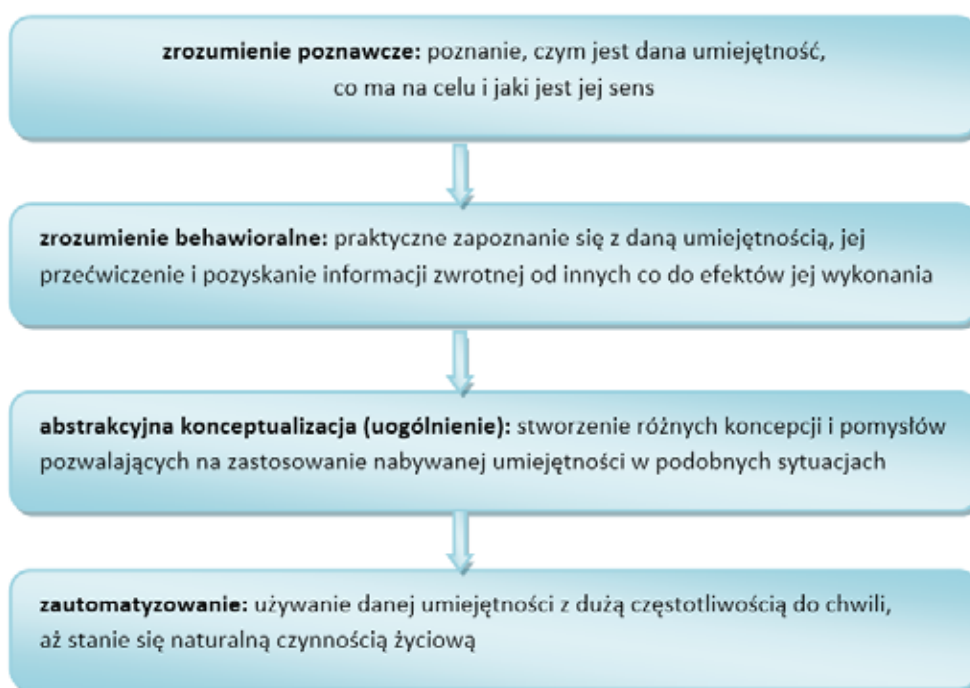 zrozumienie poznawcze: poznanie, czym jest dana umiejętność,
co ma na celu i jaki jest jej sens
zrozumienie behawioralne: praktyczne zapoznanie się z daną umiejętnością, jej
przećwiczenie i pozyskanie informacji zwrotnej od innych co do efektów jej wykonania
abstrakcyjna konceptualizacja (uogólnienie): stworzenie różnych koncepcji i pomysłów
pozwalających na zastosowanie nabywanej umiejętności w podobnych sytuacjach
zautomatyzowanie: używanie danej umiejętności z dużą częstotliwością do chwili,
aż stanie się naturalną czynnością życiową